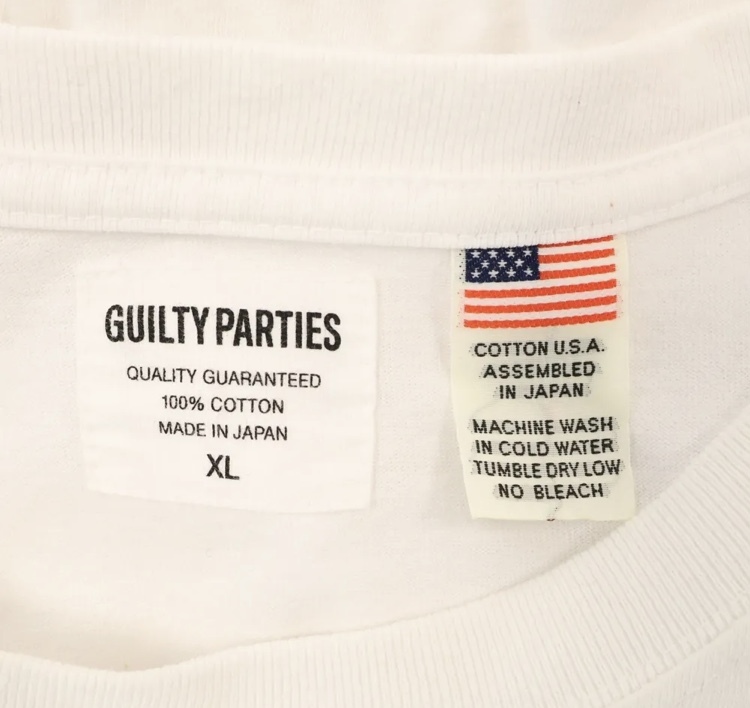 GUILTY PARTIES
QUALITY GUARANTEED
100% COTTON
MADE IN JAPAN
XL
COTTON U.S.A.
ASSEMBLED
IN JAPAN
MACHINE WASH
IN COLD WATER
TUMBLE DRY LOW
NO BLEACH